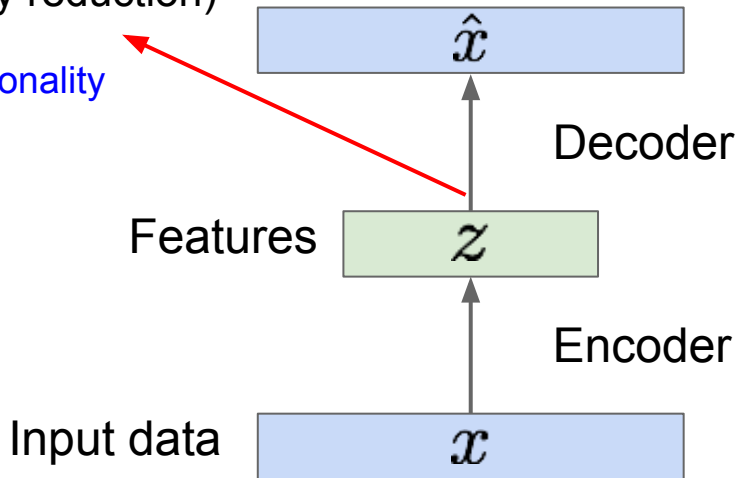 y reduction)
x̂
onality
Decoder
Features
z
Encoder
Input data
x